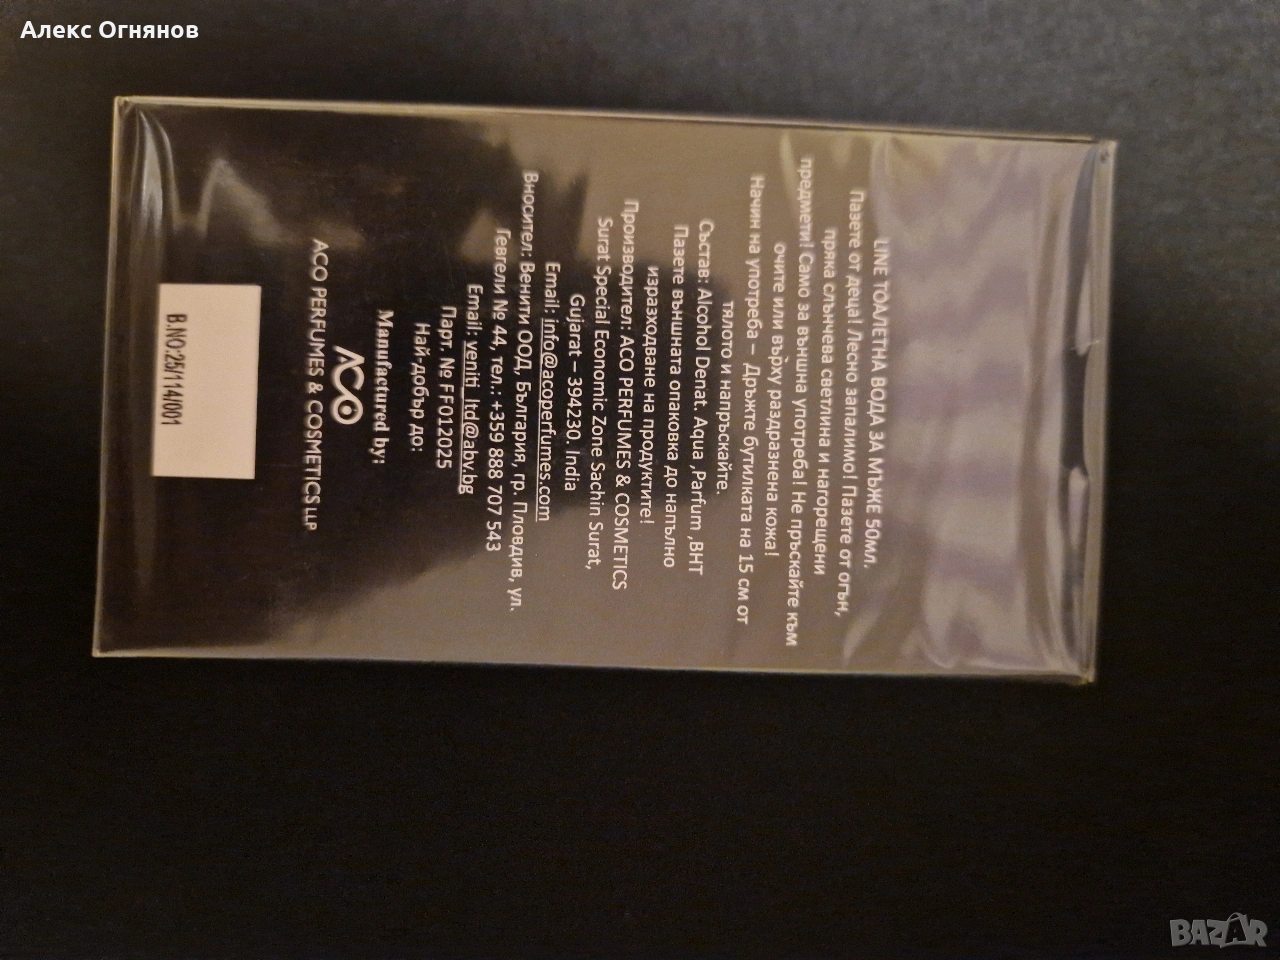 Алекс Огнянов
LINE ТОАЛЕТНА ВОДА ЗА МЪЖЕ 50мл.
Пазете от деца! Лесно запалимо! Пазете от огън,
пряка слънчева светлина и нагорещени
предмети! Само за външна употреба! Не пръскайте към
очите или върху раздразнена кожа!
Начин на употреба – Дръжте бутилката на 15 см от
тялото и напръскайте.
Състав: Alcohol Denat. Aqua ,Parfum ,BHT
Пазете външната опаковка до напълно
изразходване на продуктите!
Производител: ACO PERFUMES & COSMETICS
Surat Special Economic Zone Sachin Surat,
Gujarat – 394230. India
Email: info@acoperfumes.com
Вносител: Венити ООД, България, гр. Пловдив, ул.
Гевгели № 44, тел.: +359 888 707 543
Email: veniti_ltd@abv.bg
Парт. № FF012025
Най-добър до:
Manufactured by:
ACO
ACO PERFUMES & COSMETICS LLP
B.NO:25/114/001
BAZAR